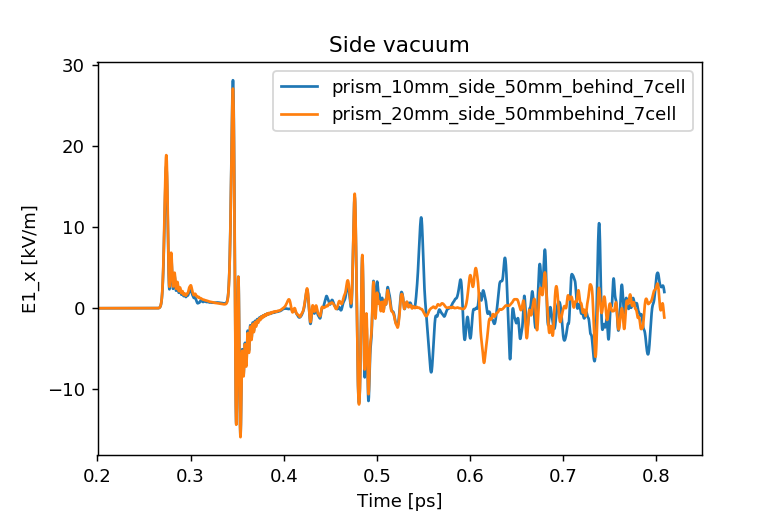 Side vacuum
prism_10mm_side_50mm_behind_7cell
prism_20mm_side_50mmbehind_7cell
E1_x [kV/m]
30
20
10
0
−10
0.2 0.3 0.4 0.5 0.6 0.7 0.8
Time [ps]